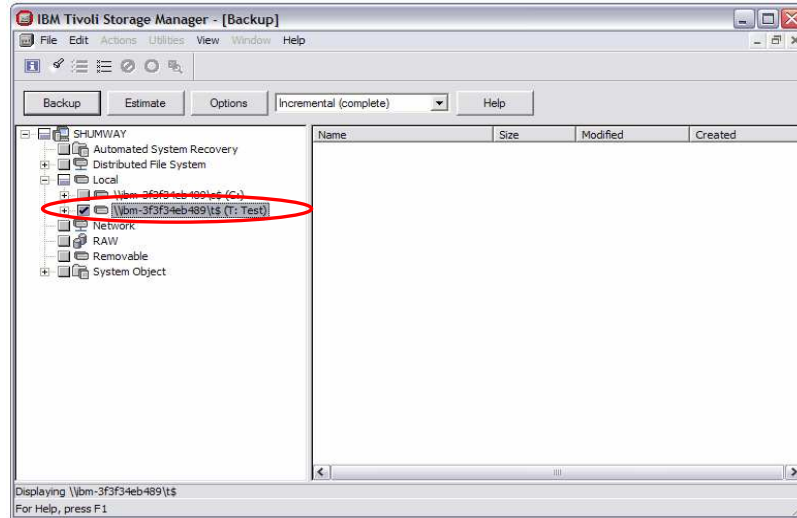 IBM Tivoli Storage Manager - [Backup]
File Edit Actions Utilities View Window Help
Backup Estimate Options Incremental (complete) Help
SHUMWAY
Automated System Recovery
Distributed File System
Local
\\ibm-3f3f34eb489\c$ (C:)
\\ibm-3f3f34eb489\t$ (T: Test)
Network
RAW
Removable
System Object
Name Size Modified Created
Displaying \\ibm-3f3f34eb489\t$
For Help, press F1